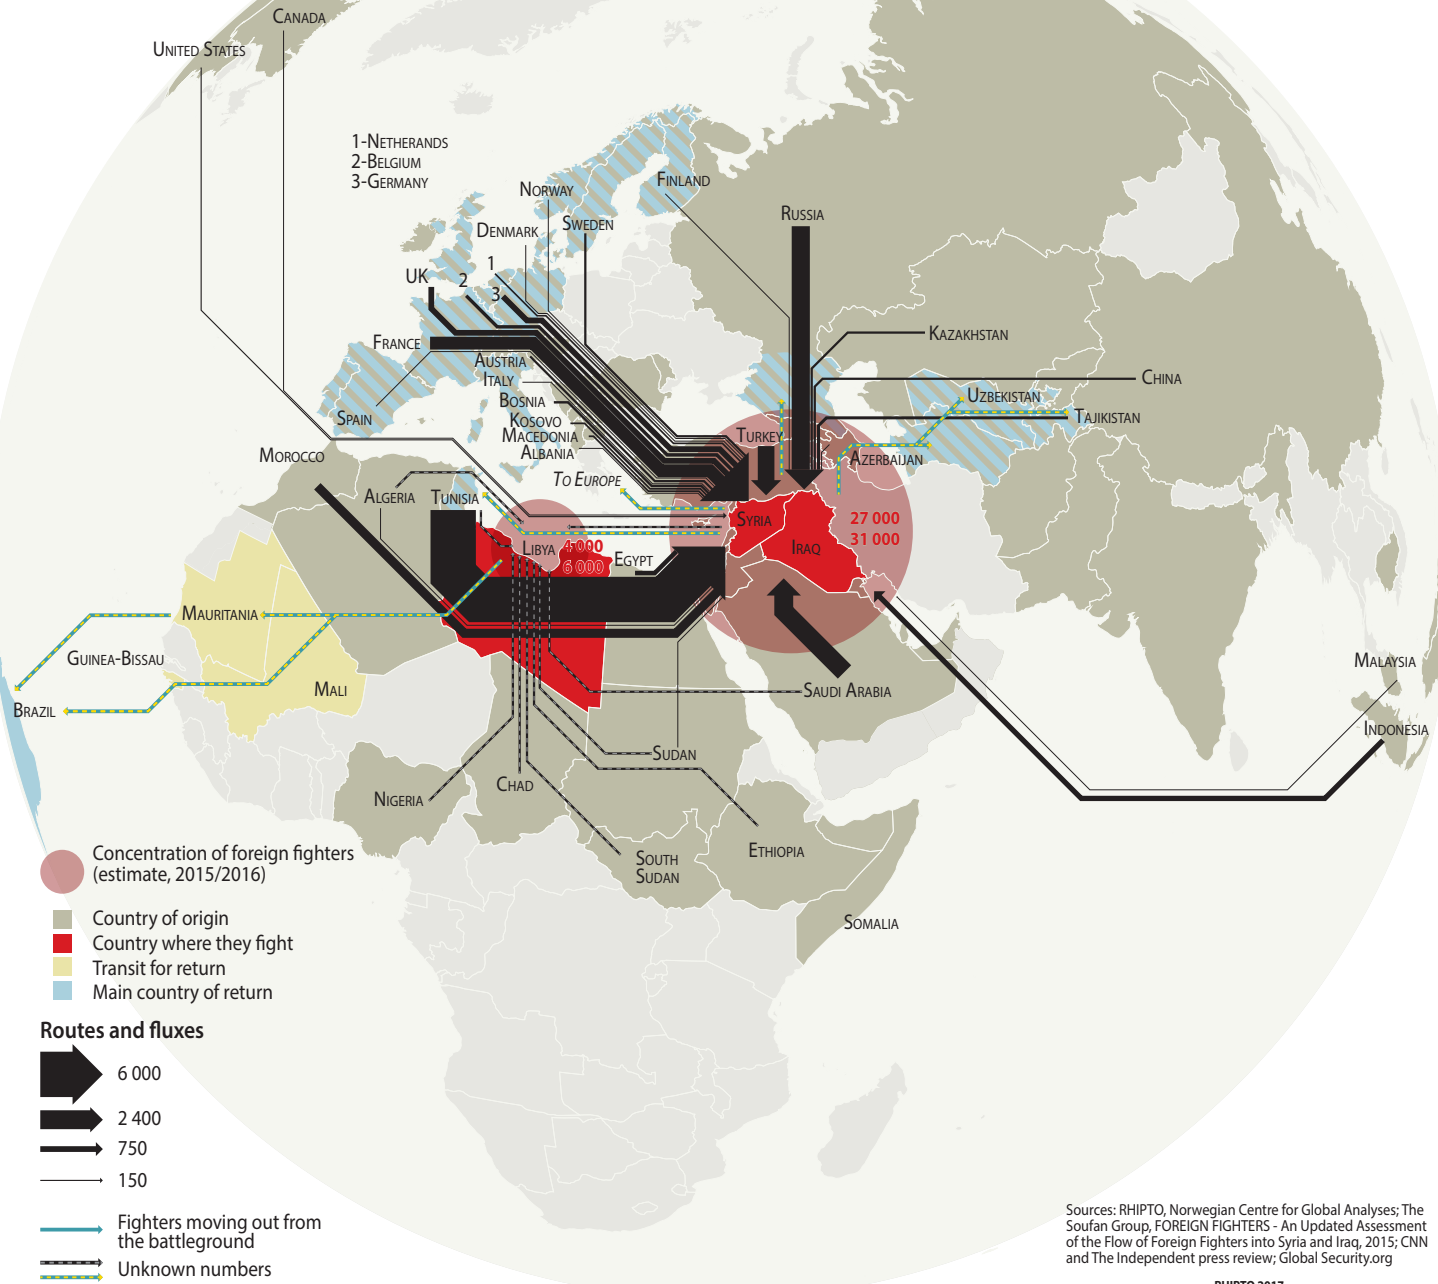 Canada
United States
1-Netherands
2-Belgium
3-Germany
Norway
Finland
Russia
Denmark
Sweden
UK
2
1
3
France
Kazakhstan
Austria
Italy
China
Bosnia
Uzbekistan
Spain
Kosovo
Tajikistan
Macedonia
Turkey
Albania
Morocco
Azerbaijan
To Europe
Algeria
Tunisia
Syria
27 000
31 000
Libya
4 000
6 000
Egypt
Iraq
Mauritania
Guinea-Bissau
Malaysia
Mali
Saudi Arabia
Brazil
Indonesia
Sudan
Chad
Nigeria
Ethiopia
South
Sudan
Somalia
Concentration of foreign fighters
(estimate, 2015/2016)
Country of origin
Country where they fight
Transit for return
Main country of return
Routes and fluxes
6 000
2 400
750
150
Fighters moving out from
the battleground
Unknown numbers
Sources: RHIPTO, Norwegian Centre for Global Analyses; The
Soufan Group, FOREIGN FIGHTERS - An Updated Assessment
of the Flow of Foreign Fighters into Syria and Iraq, 2015; CNN
and The Independent press review; Global Security.org
RHIPTO 2017